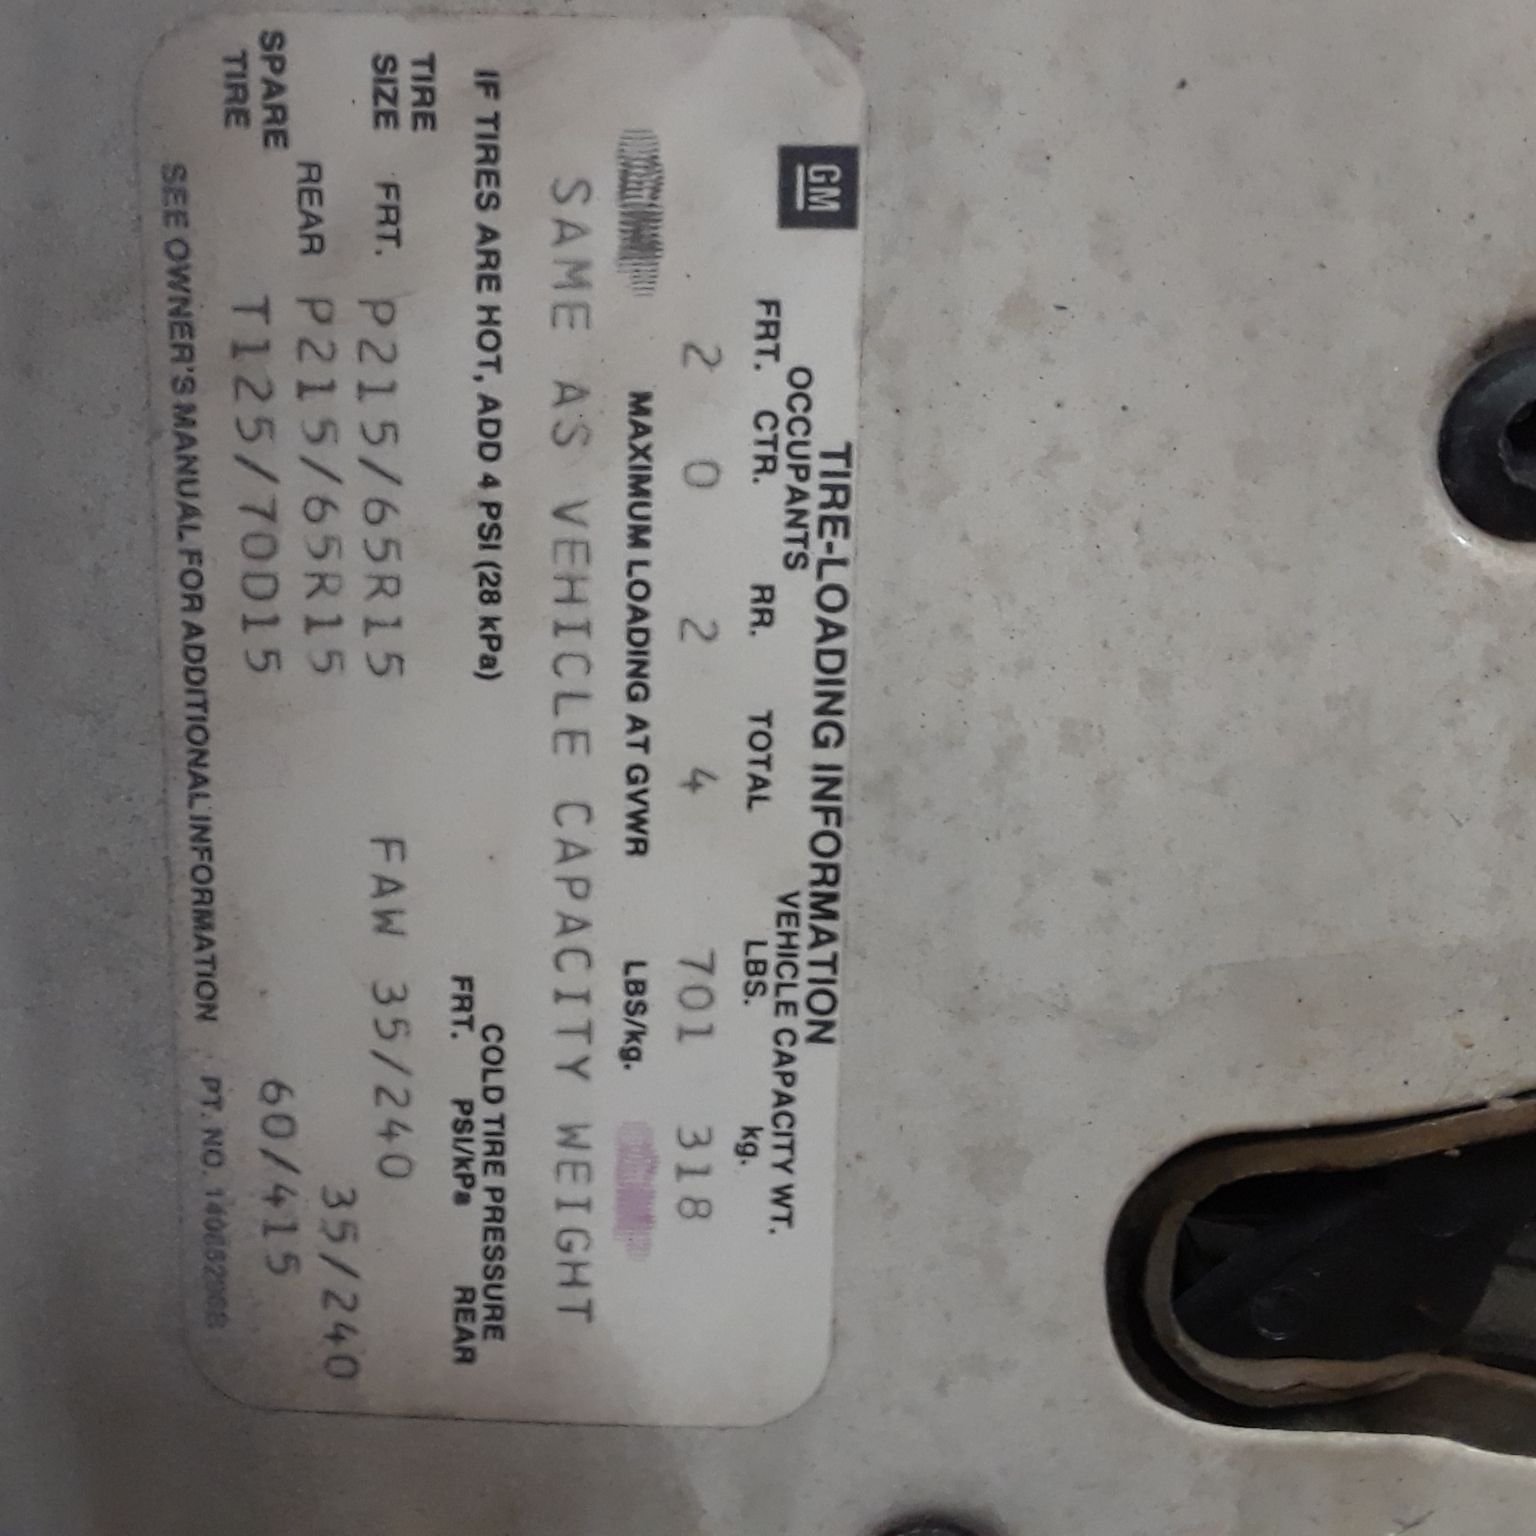 GM
TIRE-LOADING INFORMATION
OCCUPANTS VEHICLE CAPACITY WT.
FRT. CTR. RR. TOTAL LBS. kg.
2 0 2 4 701 318
MAXIMUM LOADING AT GVWR LBS/kg.
SAME AS VEHICLE CAPACITY WEIGHT
COLD TIRE PRESSURE
IF TIRES ARE HOT, ADD 4 PSI (28 kPa) FRT. PSI/kPa REAR
TIRE
SIZE FRT. P215/65R15 FAW 35/240
REAR P215/65R15 35/240
SPARE
TIRE T125/70D15 60/415
SEE OWNER'S MANUAL FOR ADDITIONAL INFORMATION PT. NO.